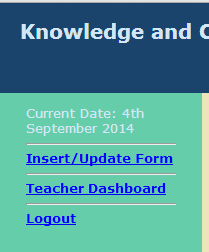 Knowledge and
Current Date: 4th
September 2014
Insert/Update Form
Teacher Dashboard
Logout